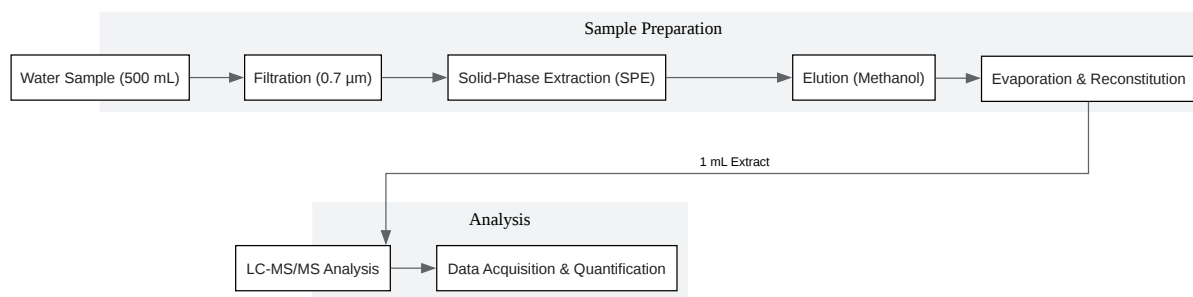 Sample Preparation
Water Sample (500 mL)
Filtration (0.7 µm)
Solid-Phase Extraction (SPE)
Elution (Methanol)
Evaporation & Reconstitution
1 mL Extract
Analysis
LC-MS/MS Analysis
Data Acquisition & Quantification